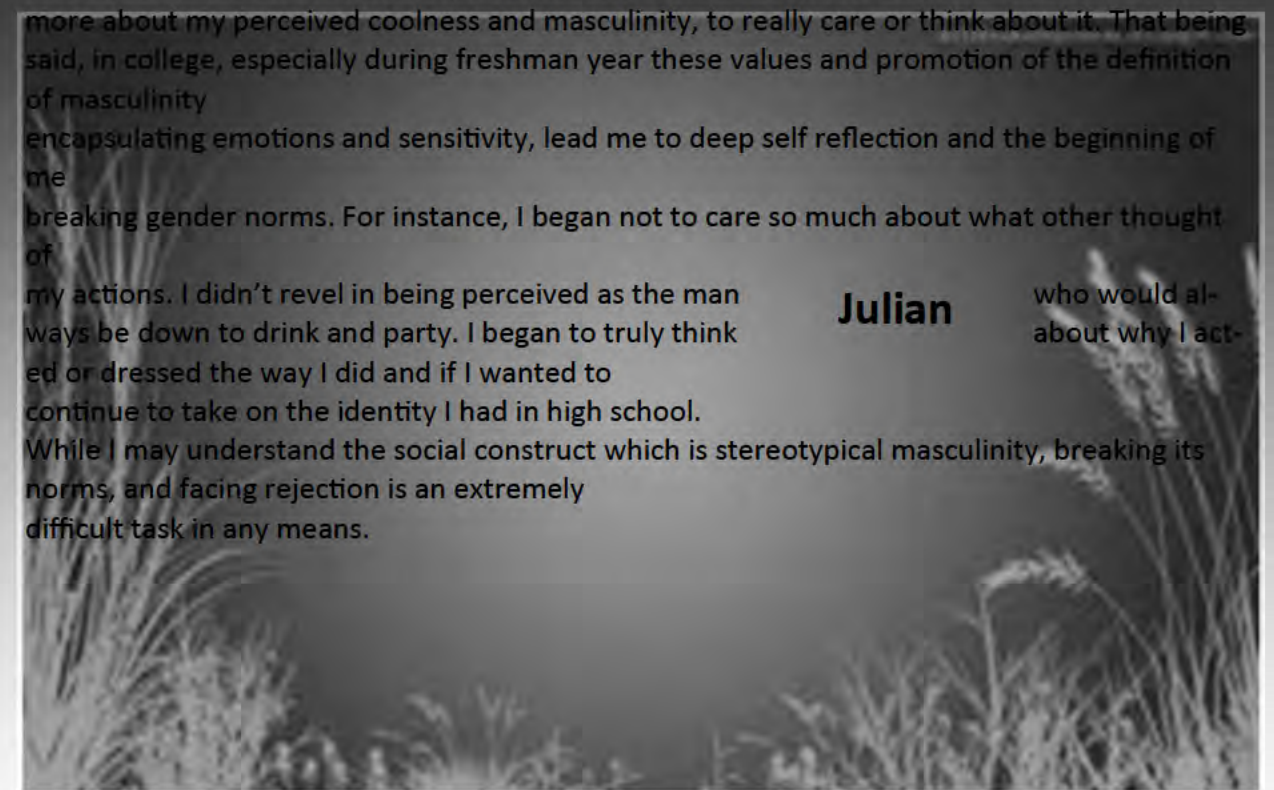 more about my perceived coolness and masculinity, to really care or think about it. That being
said, in college, especially during freshman year these values and promotion of the definition
of masculinity
encapsulating emotions and sensitivity, lead me to deep self reflection and the beginning of
me
breaking gender norms. For instance, I began not to care so much about what other thought
of
my actions. I didn't revel in being perceived as the man who would al-
ways be down to drink and party. I began to truly think about why I act-
Julian
ed or dressed the way I did and if I wanted to
continue to take on the identity I had in high school.
While I may understand the social construct which is stereotypical masculinity, breaking its
norms, and facing rejection is an extremely
difficult task in any means.